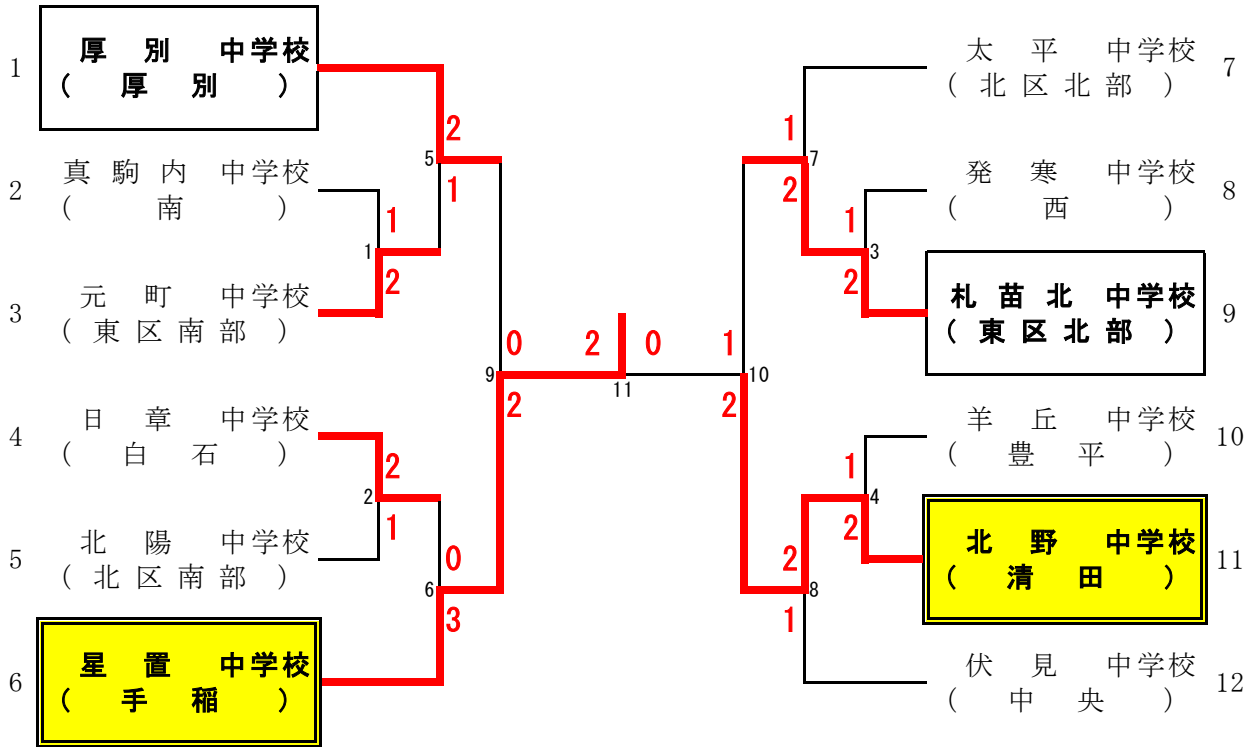 1 厚別 中学校
(厚別)
2
5
1
2 真駒内 中学校
(南)
1
1
2
3 元町 中学校
(東区南部)
0 2 0 1
9 11 10
2 2
4 日章 中学校
(白石)
2
2
1
5 北陽 中学校
(北区南部)
0
6
3
6 星置 中学校
(手稲)
太平 中学校 7
(北区北部)
1
7
2
発寒 中学校 8
(西)
1
3
2
札苗北 中学校 9
(東区北部)
羊丘 中学校 10
(豊平)
1
4
2
北野 中学校 11
(清田)
2
8
1
伏見 中学校 12
(中央)